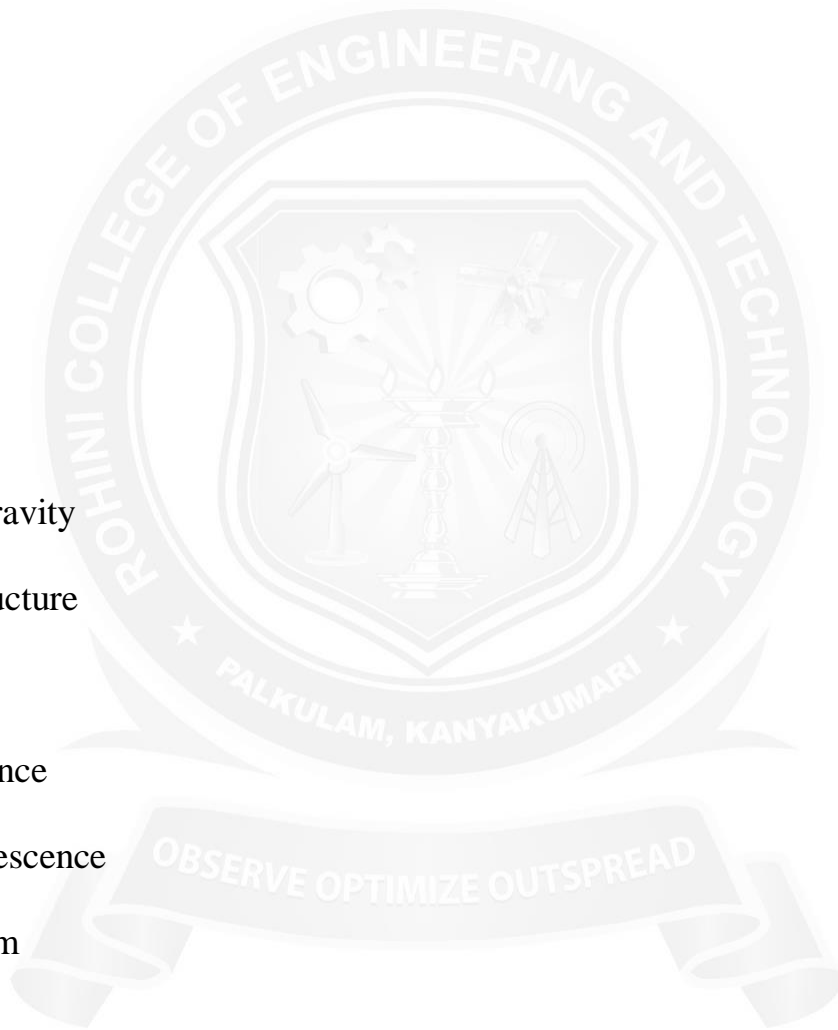 ROHINI COLLEGE OF ENGINEERING AND TECHNOLOGY
ravity
ucture
PALKULAM, KANYAKUMARI
nce
escence
OBSERVE OPTIMIZE OUTSPREAD
m